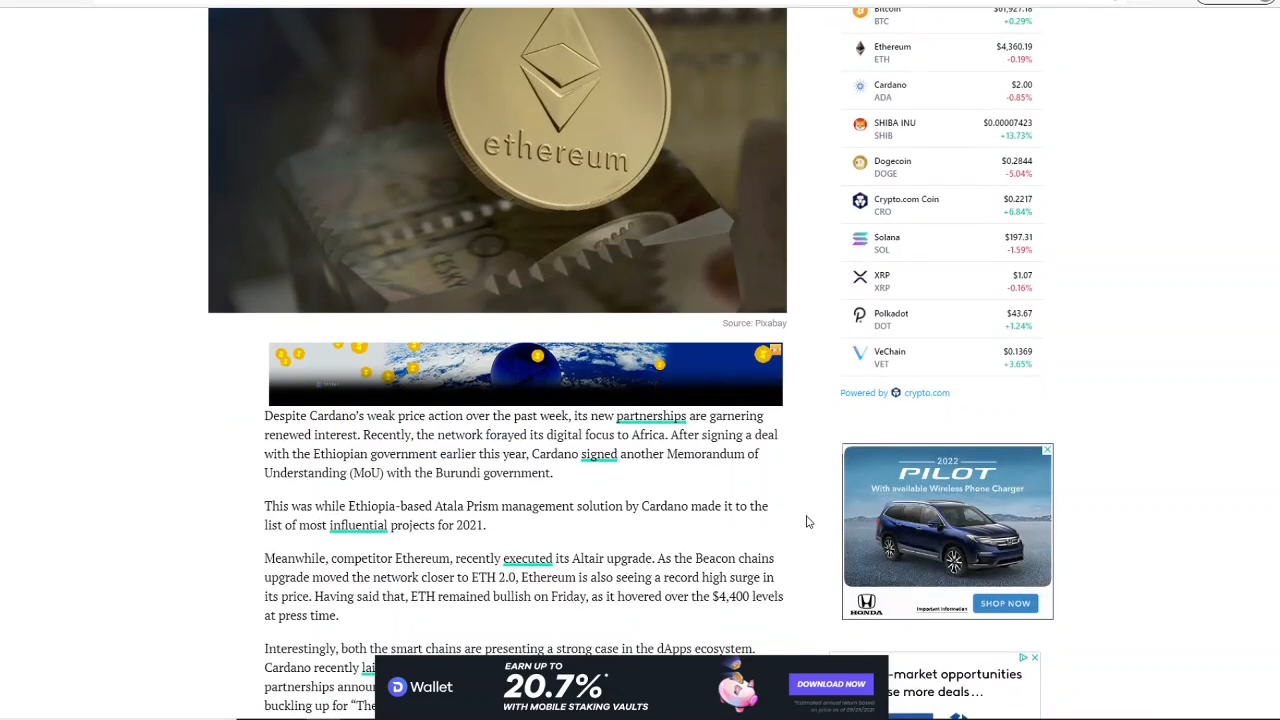 ethereum
Source: Pixabay
Despite Cardano's weak price action over the past week, its new partnerships are garnering
renewed interest. Recently, the network forayed its digital focus to Africa. After signing a deal
with the Ethiopian government earlier this year, Cardano signed another Memorandum of
Understanding (MoU) with the Burundi government.
This was while Ethiopia-based Atala Prism management solution by Cardano made it to the
list of most influential projects for 2021.
Meanwhile, competitor Ethereum, recently executed its Altair upgrade. As the Beacon chains
upgrade moved the network closer to ETH 2.0, Ethereum is also seeing a record high surge in
its price. Having said that, ETH remained bullish on Friday, as it hovered over the $4,400 levels
at press time.
Interestingly, both the smart chains are presenting a strong case in the dApps ecosystem.
Cardano recently
partnerships
buckling up for "The
Bitcoin $61,927.18
BTC +0.29%
Ethereum $4,360.19
ETH -0.19%
Cardano $2.00
ADA -0.85%
SHIBA INU $0.00007423
SHIB +13.73%
Dogecoin $0.2844
DOGE -5.04%
Crypto.com Coin $0.2217
CRO +6.84%
Solana $197.31
SOL -1.59%
XRP $1.07
XRP -0.16%
Polkadot $43.67
DOT +1.24%
VeChain $0.1369
VET +3.65%
Powered by crypto.com
2022
PILOT
With available Wireless Phone Charger
HONDA
Important Information
SHOP NOW
-market opportunities
se more deals...
Wallet
EARN UP TO
20.7%*
WITH MOBILE STAKING VAULTS
DOWNLOAD NOW
*Estimated annual return based
on price as of 09/29/2021